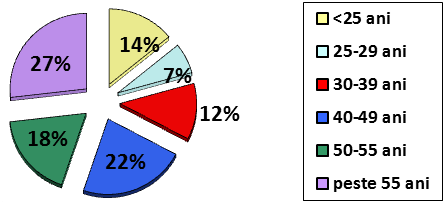 14%
7%
12%
22%
18%
27%
<25 ani
25-29 ani
30-39 ani
40-49 ani
50-55 ani
peste 55 ani